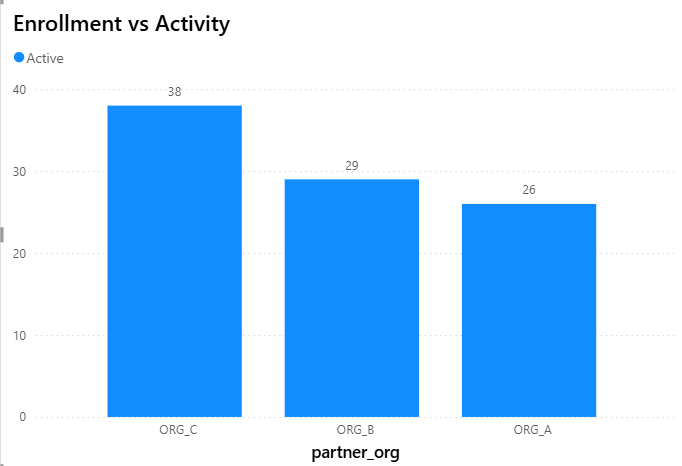 Enrollment vs Activity
Active
40
38
30
29
26
20
10
0
ORG_C ORG_B ORG_A
partner_org